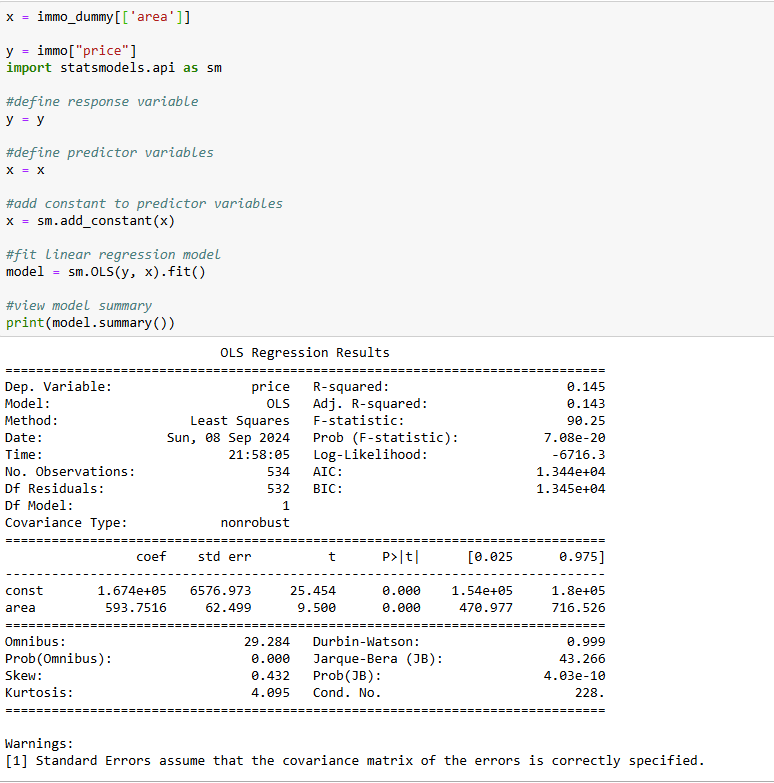 x = immo_dummy[['area']]
y = immo["price"]
import statsmodels.api as sm
#define response variable
y = y
#define predictor variables
x = x
#add constant to predictor variables
x = sm.add_constant(x)
#fit linear regression model
model = sm.OLS(y, x).fit()
#view model summary
print(model.summary())
OLS Regression Results
==============================================================================
Dep. Variable:                  price   R-squared:                       0.145
Model:                            OLS   Adj. R-squared:                  0.143
Method:                 Least Squares   F-statistic:                     90.25
Date:                Sun, 08 Sep 2024   Prob (F-statistic):           7.08e-20
Time:                        21:58:05   Log-Likelihood:                -6716.3
No. Observations:                 534   AIC:                         1.344e+04
Df Residuals:                     532   BIC:                         1.345e+04
Df Model:                           1
Covariance Type:            nonrobust
==============================================================================
                 coef    std err          t      P>|t|      [0.025      0.975]
------------------------------------------------------------------------------
const       1.674e+05   6576.973     25.454      0.000    1.54e+05     1.8e+05
area         593.7516     62.499      9.500      0.000     470.977     716.526
==============================================================================
Omnibus:                       29.284   Durbin-Watson:                   0.999
Prob(Omnibus):                  0.000   Jarque-Bera (JB):               43.266
Skew:                           0.432   Prob(JB):                     4.03e-10
Kurtosis:                       4.095   Cond. No.                         228.
==============================================================================
Warnings:
[1] Standard Errors assume that the covariance matrix of the errors is correctly specified.